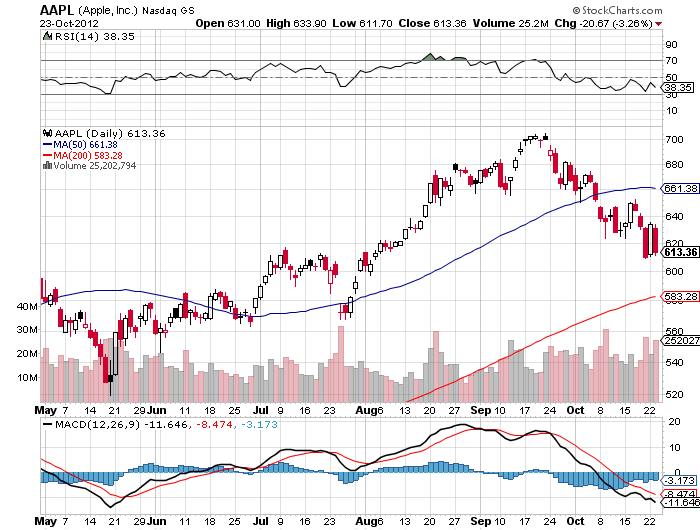 AAPL (Apple, Inc.) Nasdaq GS © StockCharts.com
23-Oct-2012 Open 631.00 High 633.90 Low 611.70 Close 613.36 Volume 25.2M Chg -20.67 (-3.26%)
RSI(14) 38.35
90
70
50
38.35
30
10
AAPL (Daily) 613.36
MA(50) 661.38
MA(200) 583.28
Volume 25,202,794
700
680
661.38
640
620
613.36
600
583.28
40M
30M 560
252027
20M
540
10M
520
May 7 14 21 29 Jun 11 18 25 Jul 9 16 23 Aug 6 13 20 27 Sep 10 17 24 Oct 8 15 22
MACD(12,26,9) -11.646, -8.474, -3.173
20
15
10
5
0
-3.173
-8.474
-11.646
May 7 14 21 29 Jun 11 18 25 Jul 9 16 23 Aug 6 13 20 27 Sep 10 17 24 Oct 8 15 22